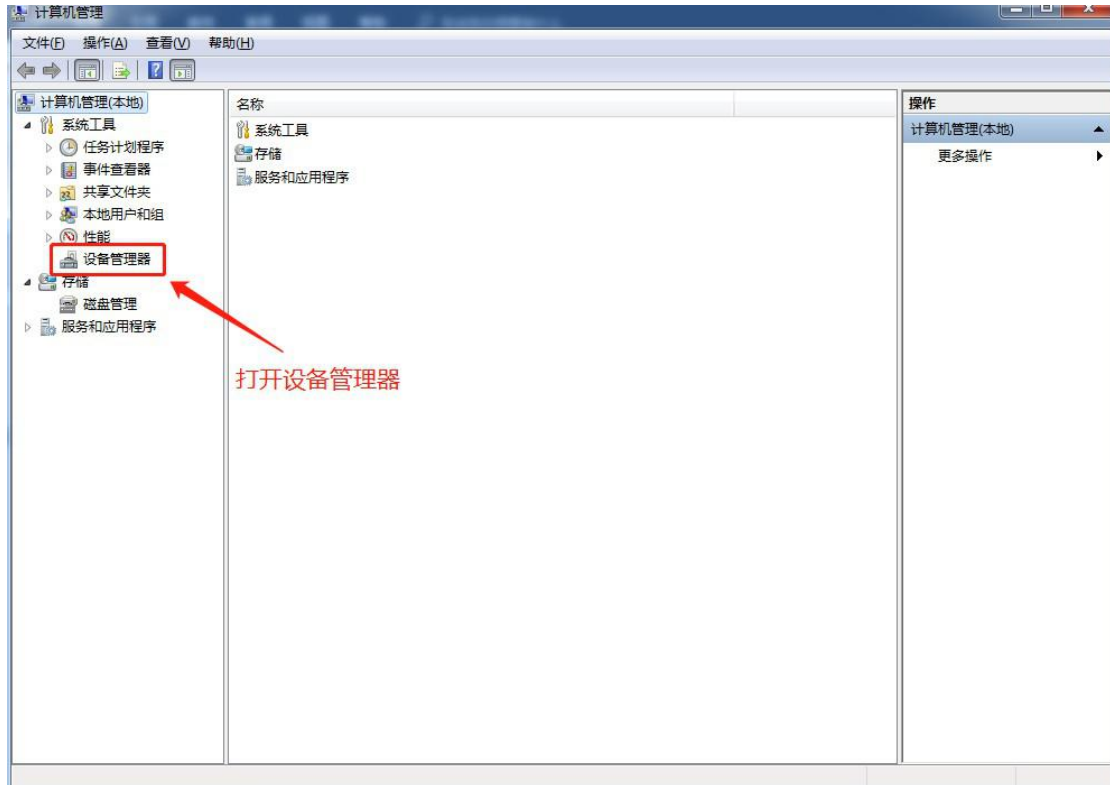 计算机管理
文件(F) 操作(A) 查看(V) 帮助(H)
计算机管理(本地)
系统工具
任务计划程序
事件查看器
共享文件夹
本地用户和组
性能
设备管理器
存储
磁盘管理
服务和应用程序
名称
系统工具
存储
服务和应用程序
打开设备管理器
操作
计算机管理(本地)
更多操作